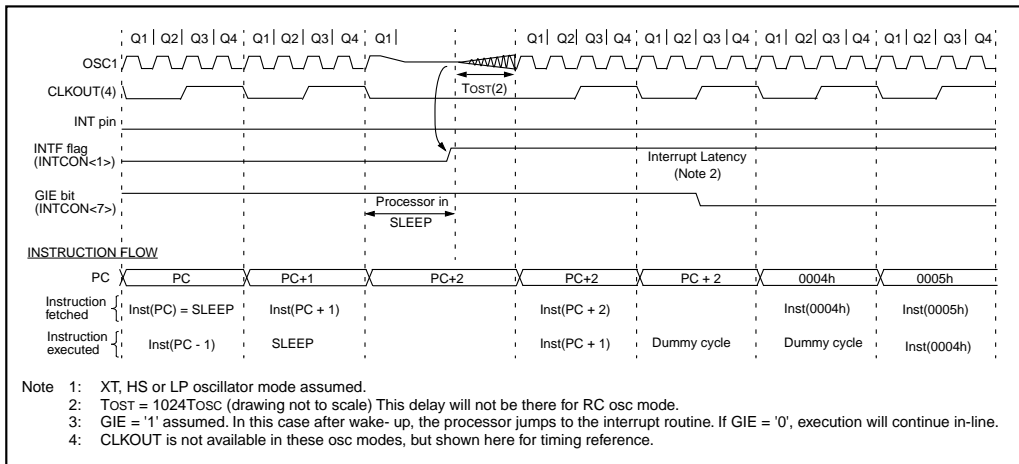 Q1 Q2 Q3 Q4 Q1 Q2 Q3 Q4 Q1 Q1 Q2 Q3 Q4 Q1 Q2 Q3 Q4 Q1 Q2 Q3 Q4 Q1 Q2 Q3 Q4
OSC1
TOST(2)
CLKOUT(4)
INT pin
INTF flag
(INTCON<1>)
Interrupt Latency
(Note 2)
GIE bit
(INTCON<7>)
Processor in
SLEEP
INSTRUCTION FLOW
PC PC PC+1 PC+2 PC+2 PC + 2 0004h 0005h
Instruction
fetched
Inst(PC) = SLEEP Inst(PC + 1) Inst(PC + 2) Inst(0004h) Inst(0005h)
Instruction
executed
Inst(PC - 1) SLEEP Inst(PC + 1) Dummy cycle Dummy cycle Inst(0004h)
Note 1: XT, HS or LP oscillator mode assumed.
2: TOST = 1024TOSC (drawing not to scale) This delay will not be there for RC osc mode.
3: GIE = '1' assumed. In this case after wake- up, the processor jumps to the interrupt routine. If GIE = '0', execution will continue in-line.
4: CLKOUT is not available in these osc modes, but shown here for timing reference.